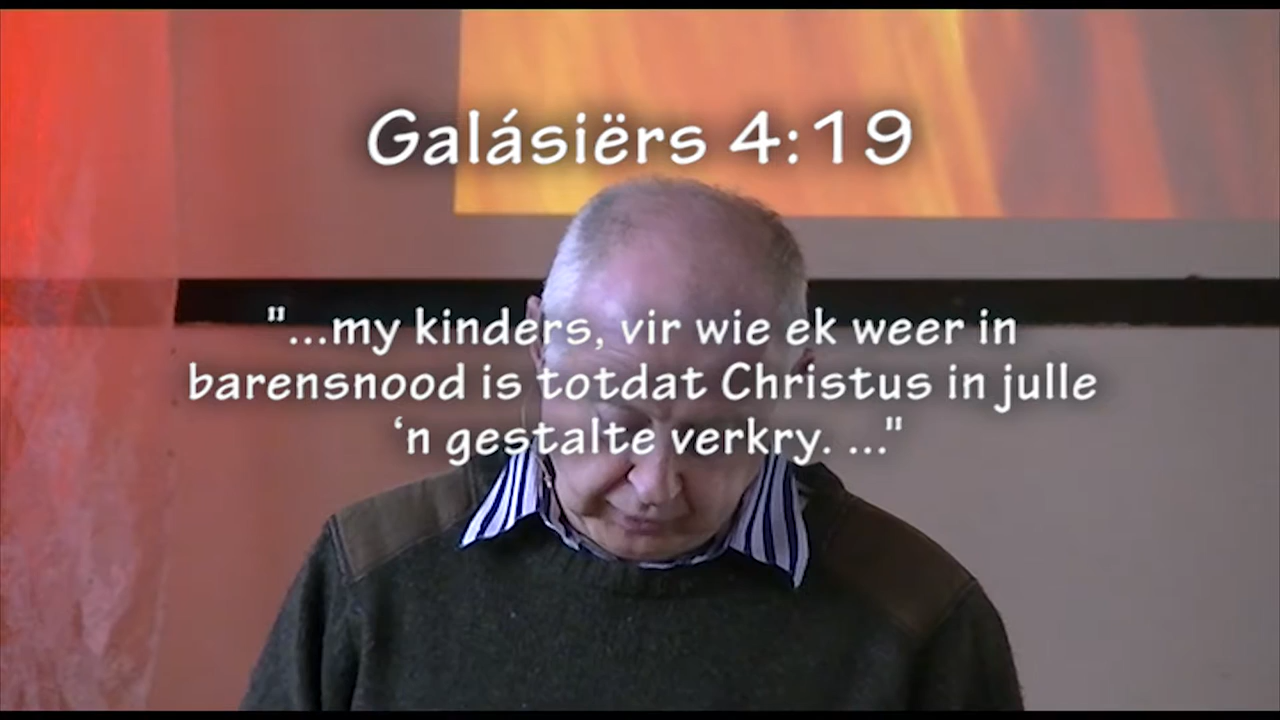 Galásiërs 4:19
"...my kinders, vir wie ek weer in
barensnood is totdat Christus in julle
‘n gestalte verkry. ..."